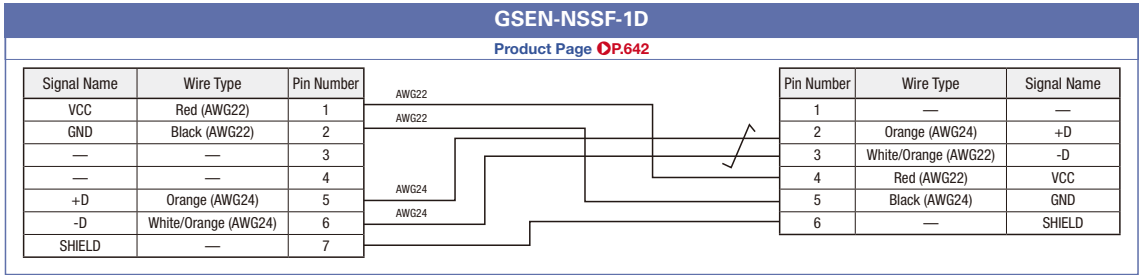 GSEN-NSSF-1D
Product Page P.642
Signal Name Wire Type Pin Number
VCC Red (AWG22) 1
GND Black (AWG22) 2
— — 3
— — 4
+D Orange (AWG24) 5
-D White/Orange (AWG24) 6
SHIELD — 7
AWG22
AWG22
AWG24
AWG24
Pin Number Wire Type Signal Name
1 — —
2 Orange (AWG24) +D
3 White/Orange (AWG22) -D
4 Red (AWG22) VCC
5 Black (AWG24) GND
6 — SHIELD